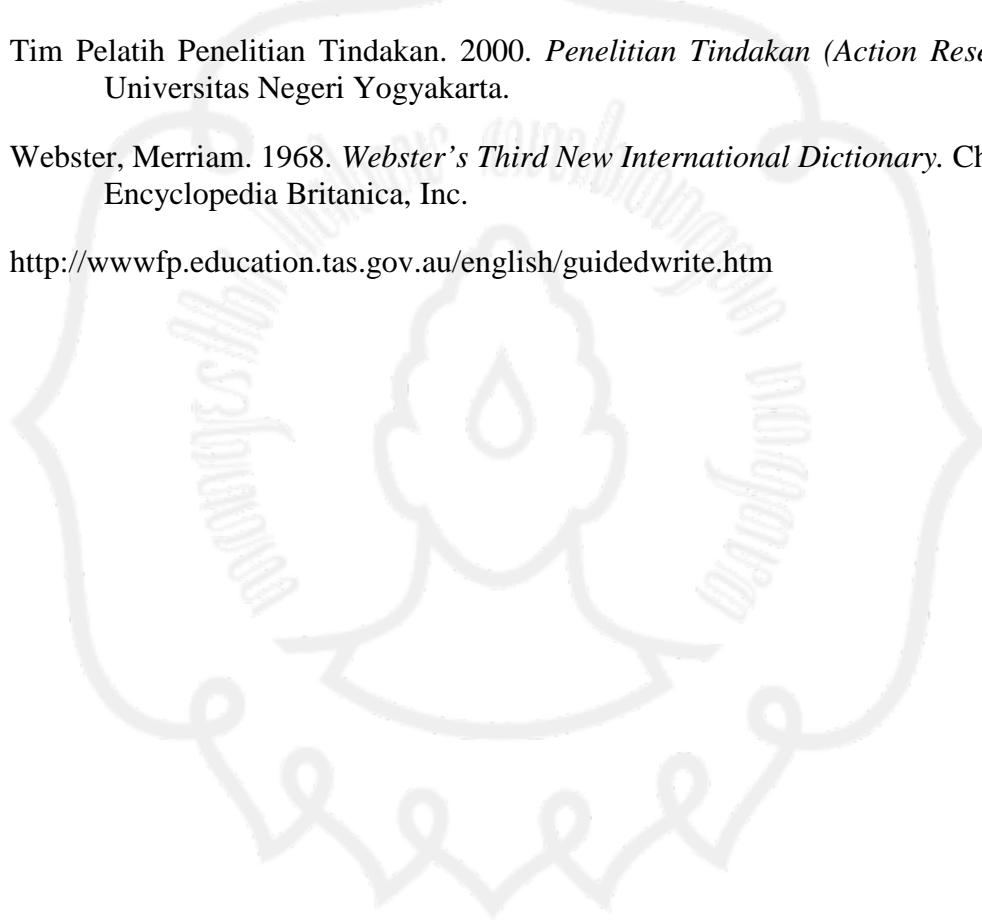 Tim Pelatih Penelitian Tindakan. 2000. Penelitian Tindakan (Action Rese
Universitas Negeri Yogyakarta.
Webster, Merriam. 1968. Webster’s Third New International Dictionary. Ch
Encyclopedia Britanica, Inc.
http://wwwfp.education.tas.gov.au/english/guidedwrite.htm